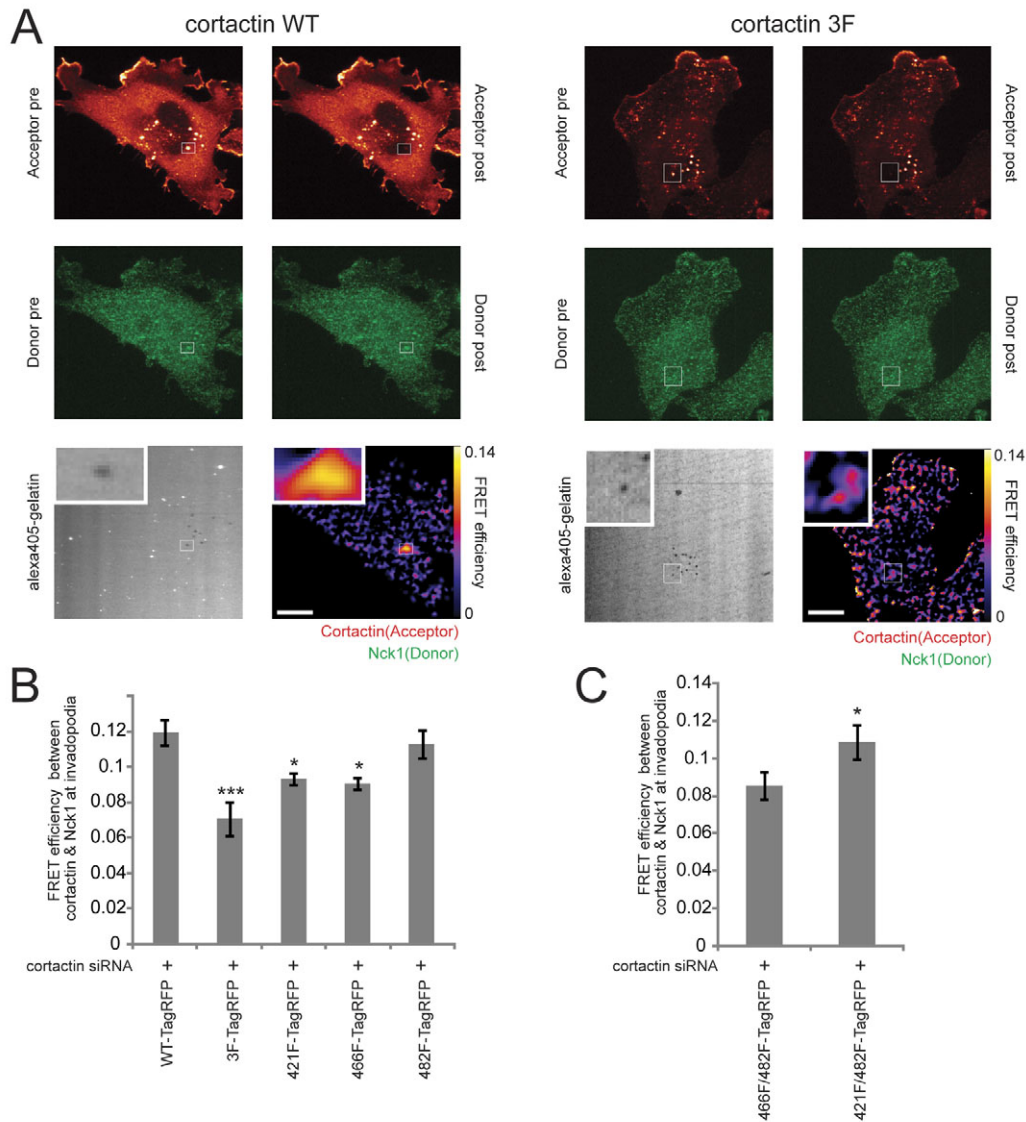 A
cortactin WT
cortactin 3F
Acceptor pre
Acceptor post
Acceptor pre
Acceptor post
Donor pre
Donor post
Donor pre
Donor post
alexa405-gelatin
0.14
FRET efficiency
0
alexa405-gelatin
0.14
FRET efficiency
0
Cortactin(Acceptor)
Nck1(Donor)
Cortactin(Acceptor)
Nck1(Donor)
B
FRET efficiency between
cortactin & Nck1 at invadopodia
0.12
0.1
0.08
0.06
0.04
0.02
0
***
*
*
cortactin siRNA + + + + +
WT-TagRFP
3F-TagRFP
421F-TagRFP
466F-TagRFP
482F-TagRFP
C
FRET efficiency between
cortactin & Nck1 at invadopodia
0.14
0.12
0.1
0.08
0.06
0.04
0.02
0
*
cortactin siRNA + +
466F/482F-TagRFP
421F/482F-TagRFP